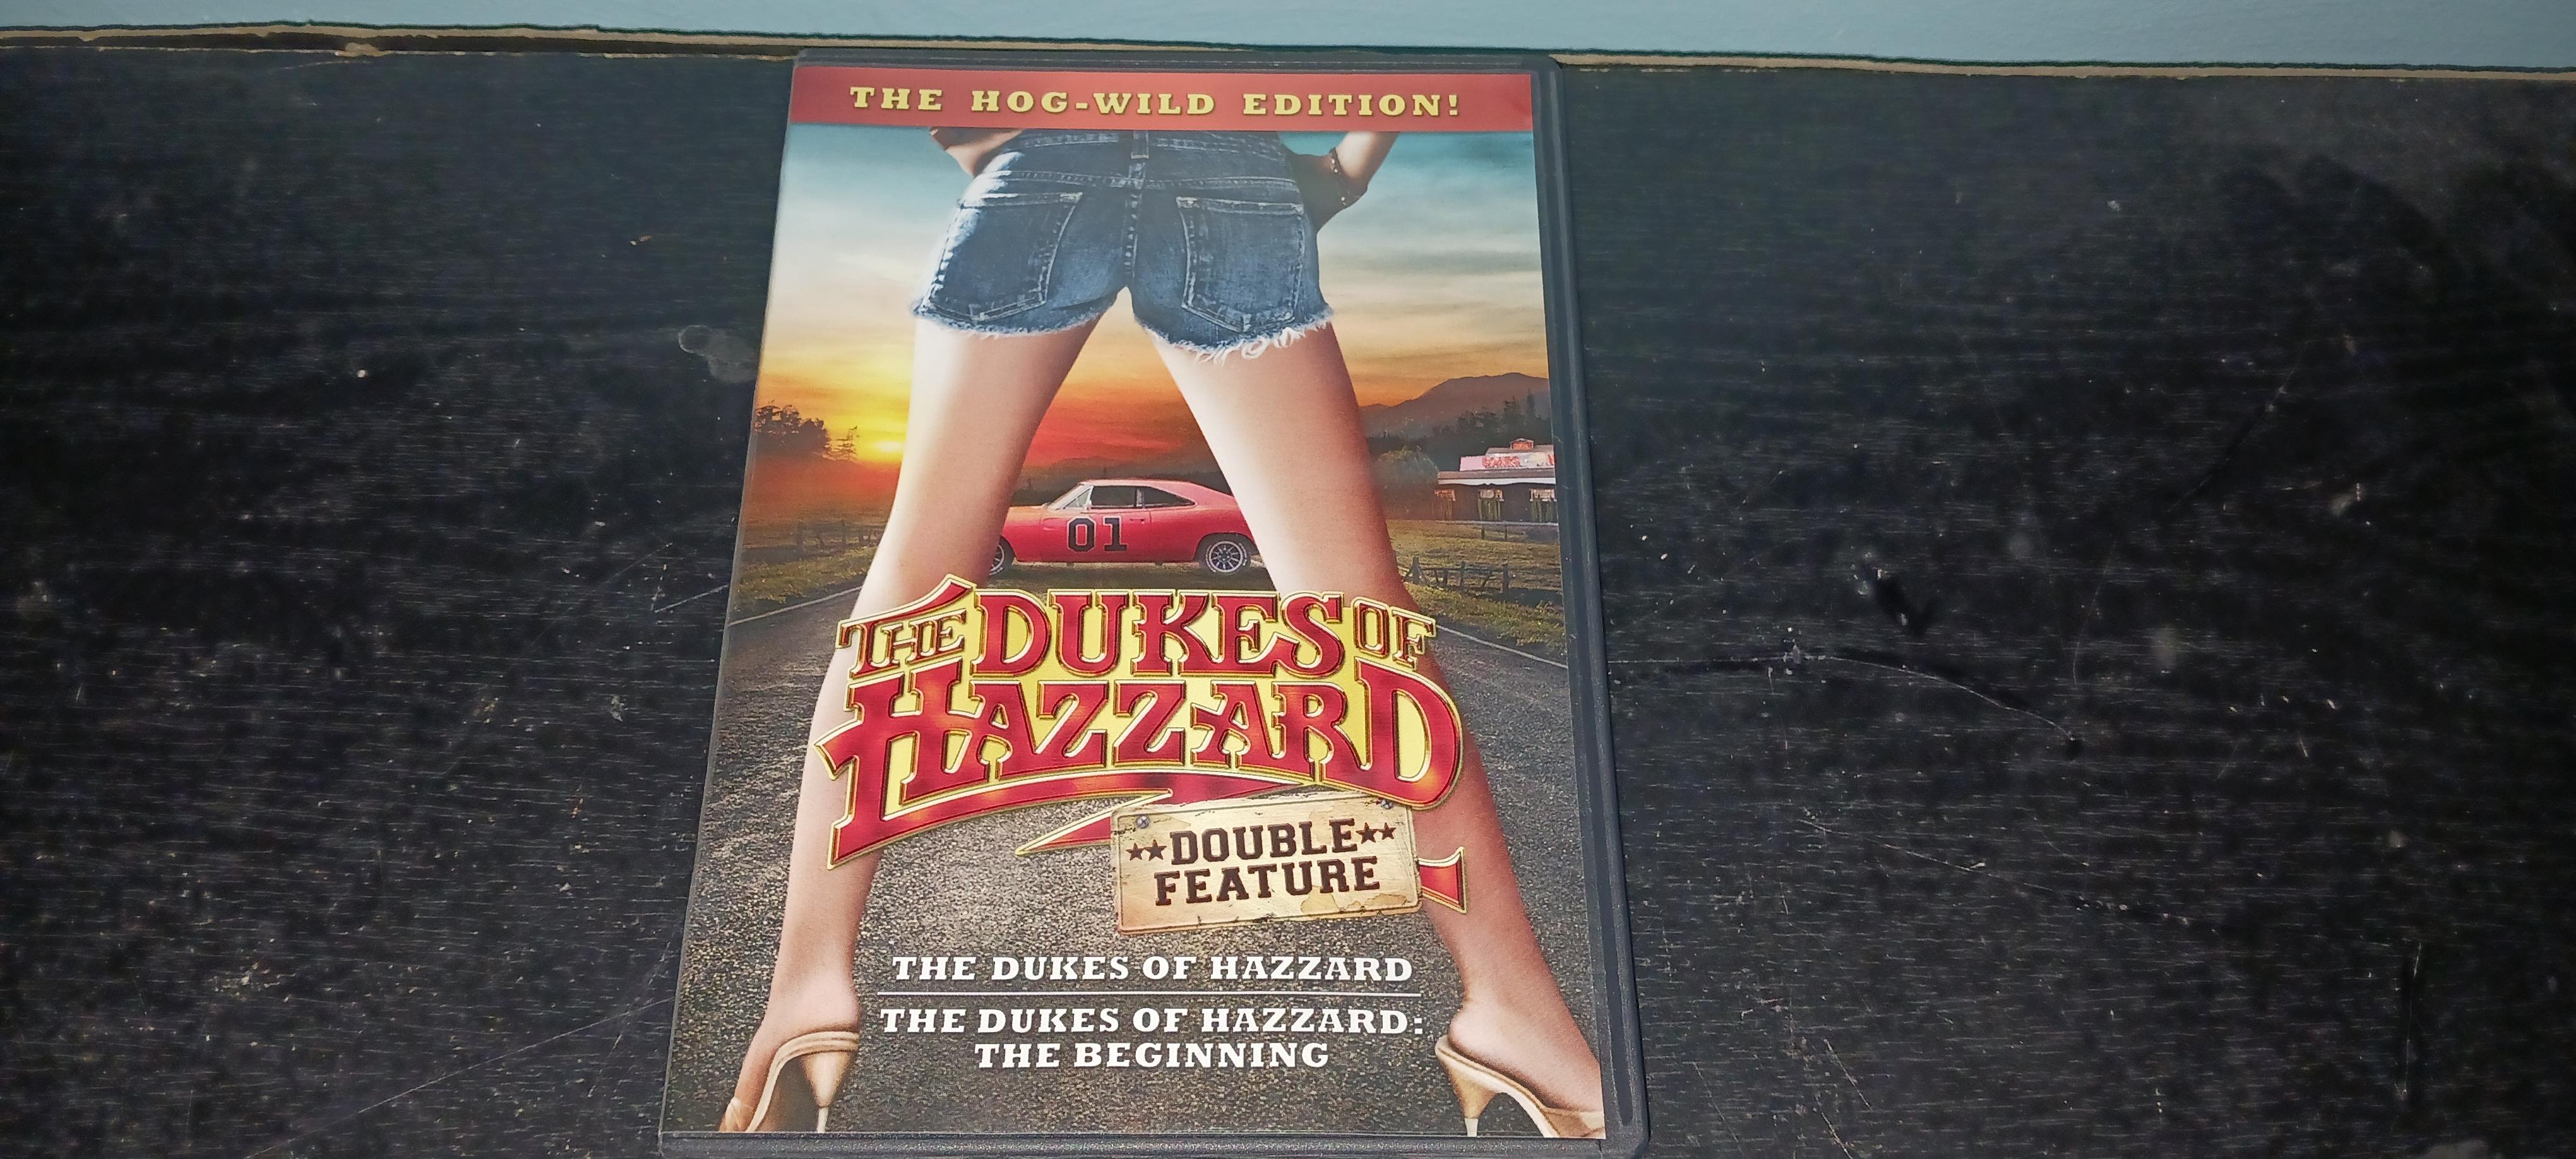 THE HOG-WILD EDITION!
01
THE DUKES OF
HAZZARD
DOUBLE
FEATURE
THE DUKES OF HAZZARD
THE DUKES OF HAZZARD:
THE BEGINNING